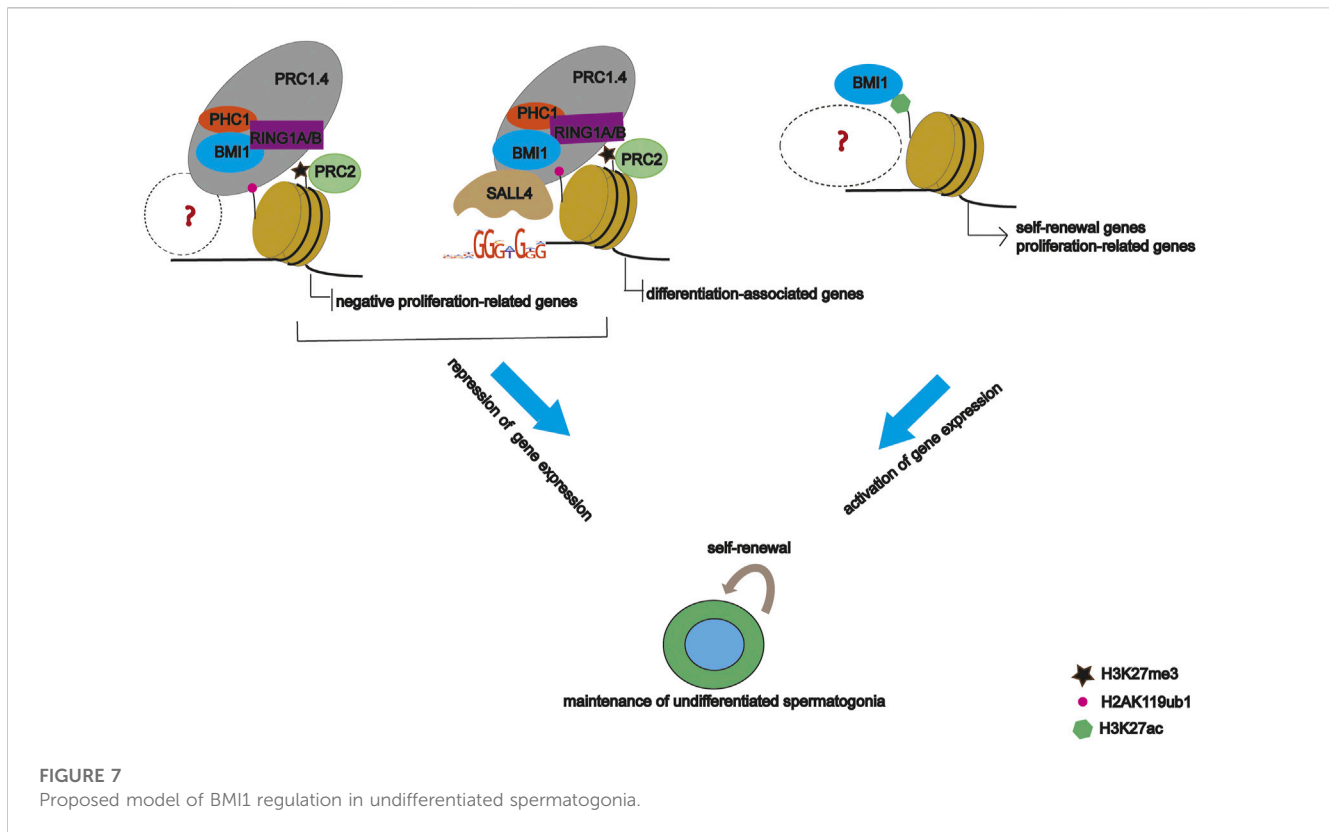 PRC1.4
PHC1
RING1A/B
BMI1
PRC2
?
negative proliferation-related genes
PRC1.4
PHC1
RING1A/B
BMI1
PRC2
SALL4
GGGTGGG
differentiation-associated genes
BMI1
?
self-renewal genes
proliferation-related genes
repression of gene expression
activation of gene expression
self-renewal
maintenance of undifferentiated spermatogonia
H3K27me3
H2AK119ub1
H3K27ac
FIGURE 7
Proposed model of BMI1 regulation in undifferentiated spermatogonia.